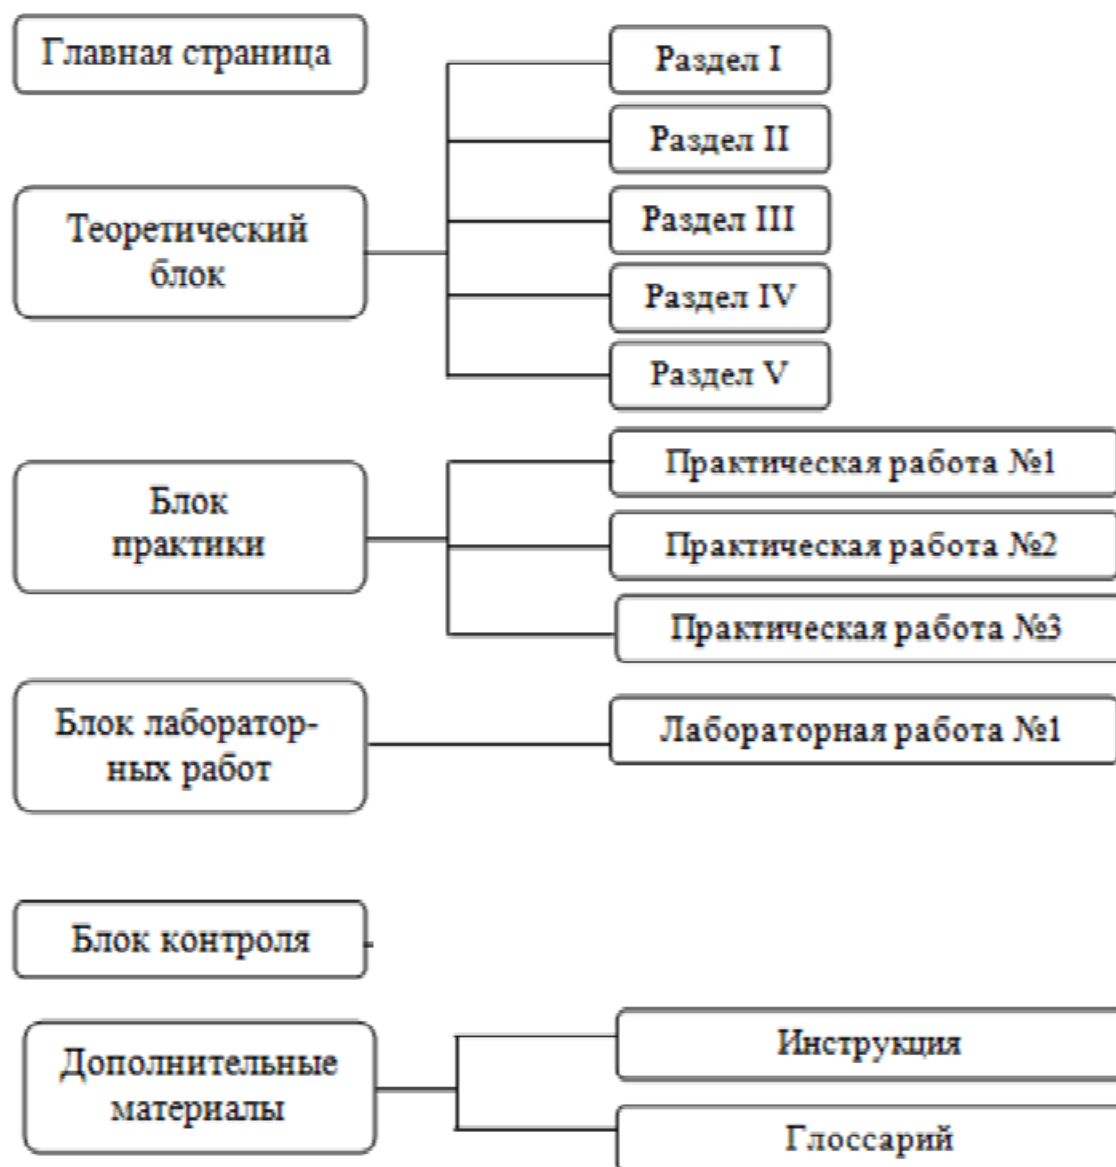 Главная страница
Раздел I
Раздел II
Теоретический
блок
Раздел III
Раздел IV
Раздел V
Блок
практики
Практическая работа №1
Практическая работа №2
Практическая работа №3
Блок лаборатор-
ных работ
Лабораторная работа №1
Блок контроля
Дополнительные
материалы
Инструкция
Глоссарий